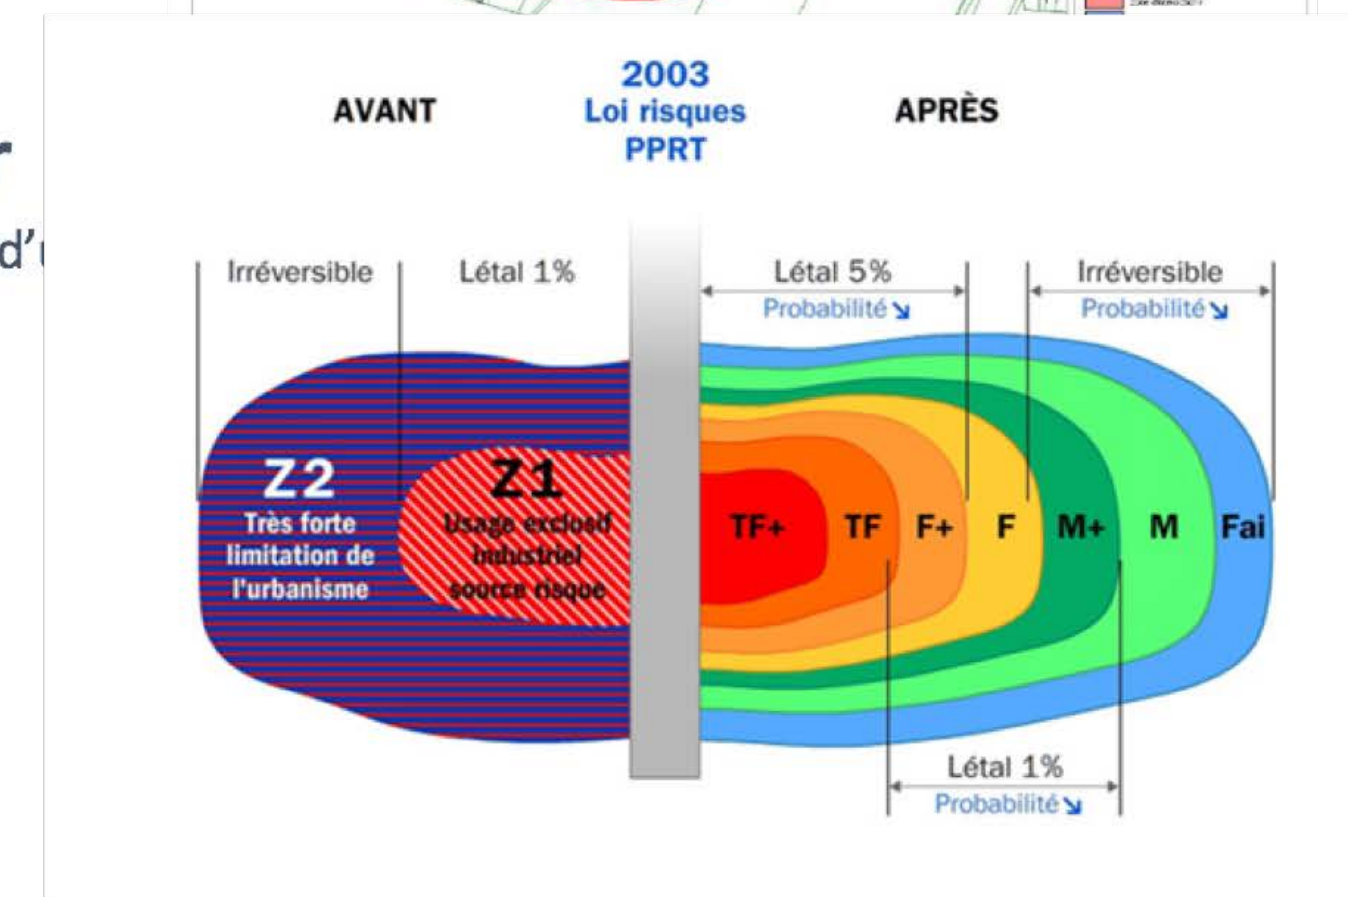 2003
AVANT
Loi risques
APRÈS
PPRT
r
d'
Irréversible
Létal 1%
Létal 5%
Irréversible
Probabilité
Probabilité
Z2
Très forte
limitation de
l'urbanisme
Z1
Usage exclusif
industriel
source risque
TF+
TF
F+
F
M+
M
Fai
Létal 1%
Probabilité